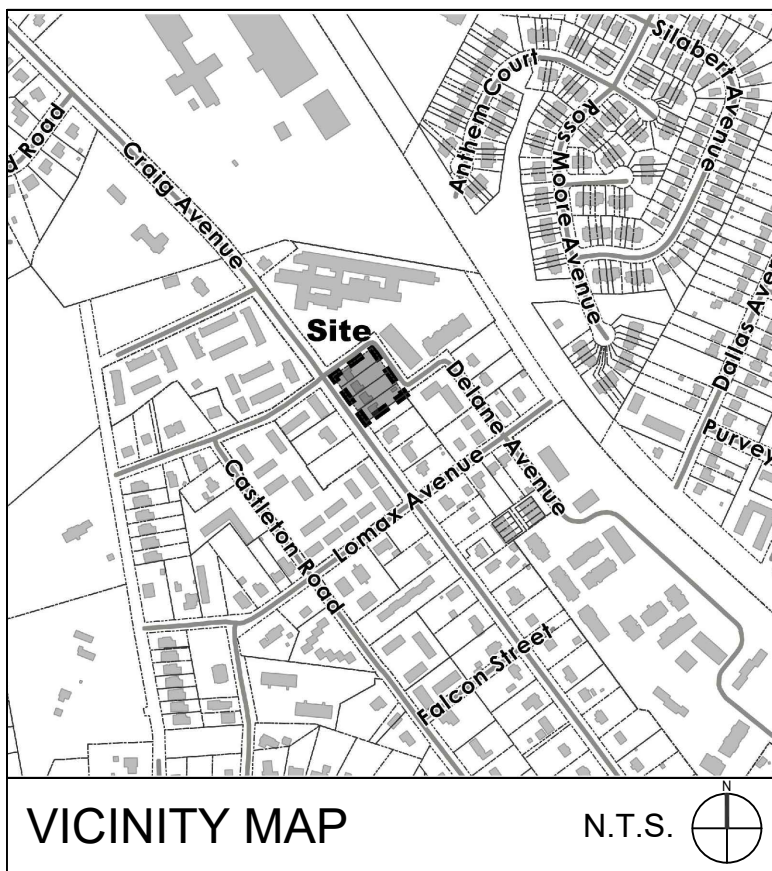 Silabert Avenue
Anthem Court
Ross Moore Avenue
d Road
Craig Avenue
Dallas Ave
Site
Delane Avenue
Purvey
Castleton Road
Lomax Avenue
Falcon Street
VICINITY MAP
N.T.S.
N